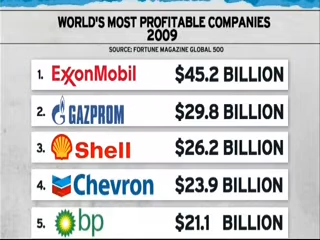 WORLD'S MOST PROFITABLE COMPANIES
2009
SOURCE: FORTUNE MAGAZINE GLOBAL 500
1. ExxonMobil $45.2 BILLION
2. GAZPROM $29.8 BILLION
3. Shell $26.2 BILLION
4. Chevron $23.9 BILLION
5. bp $21.1 BILLION